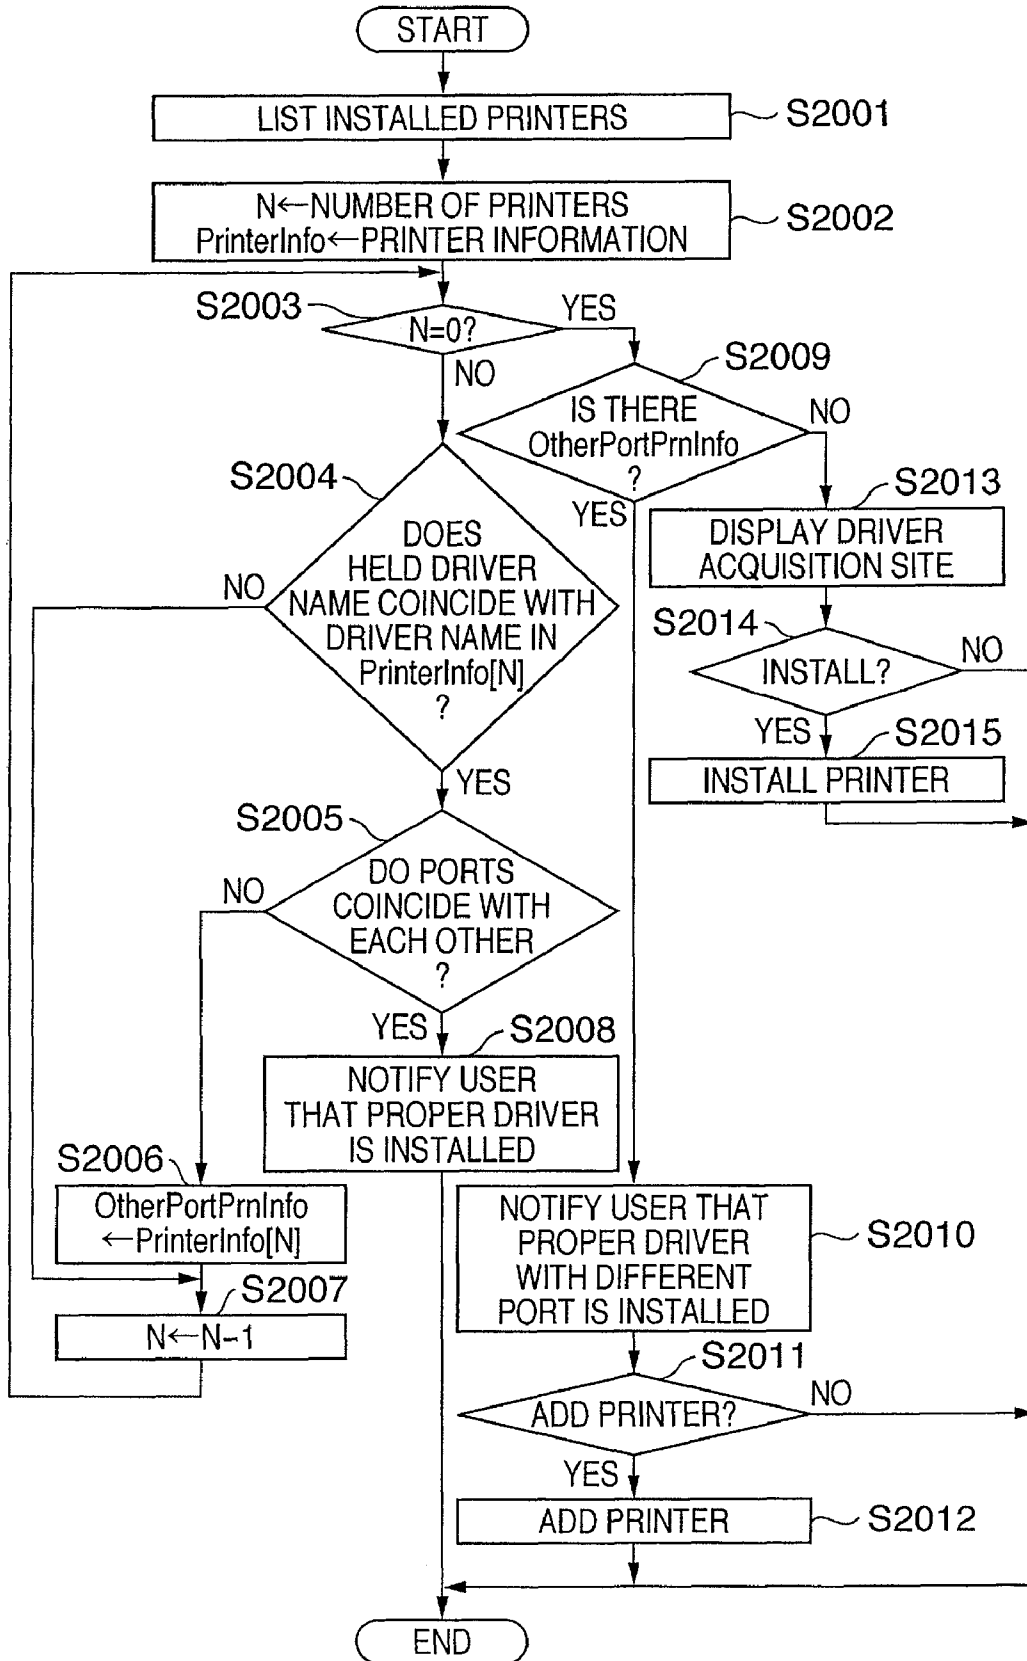 START
LIST INSTALLED PRINTERS
S2001
N←NUMBER OF PRINTERS
PrinterInfo←PRINTER INFORMATION
S2002
S2003
N=0?
YES
NO
S2009
IS THERE
OtherPortPrnInfo
?
NO
YES
S2004
DOES
HELD DRIVER
NAME COINCIDE WITH
DRIVER NAME IN
PrinterInfo[N]
?
NO
YES
S2013
DISPLAY DRIVER
ACQUISITION SITE
S2014
INSTALL?
NO
YES
S2015
INSTALL PRINTER
S2005
DO PORTS
COINCIDE WITH
EACH OTHER
?
NO
YES
S2008
NOTIFY USER
THAT PROPER DRIVER
IS INSTALLED
S2006
OtherPortPrnInfo
←PrinterInfo[N]
S2007
N←N-1
NOTIFY USER THAT
PROPER DRIVER
WITH DIFFERENT
PORT IS INSTALLED
S2010
S2011
ADD PRINTER?
NO
YES
ADD PRINTER
S2012
END